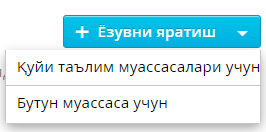 + Ёзувни яратиш
Қуйи таълим муассасалари учун
Бутун муассаса учун